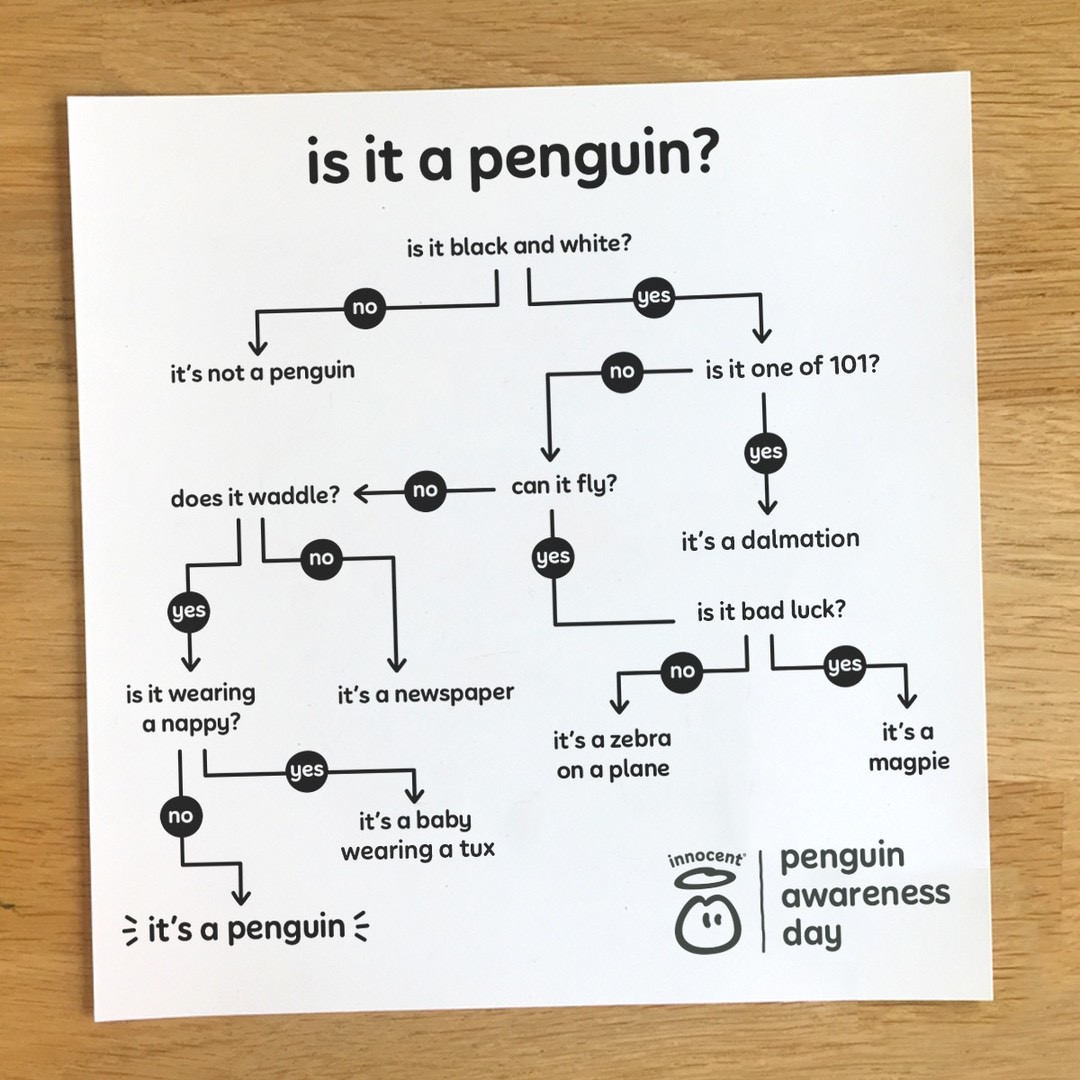 is it a penguin?
is it black and white?
no
yes
it's not a penguin
is it one of 101?
no
yes
can it fly?
no
does it waddle?
it's a dalmation
no
yes
yes
is it bad luck?
no
yes
is it wearing
a nappy?
it's a newspaper
it's a zebra
on a plane
it's a
magpie
yes
no
it's a baby
wearing a tux
it's a penguin
innocent
penguin
awareness
day